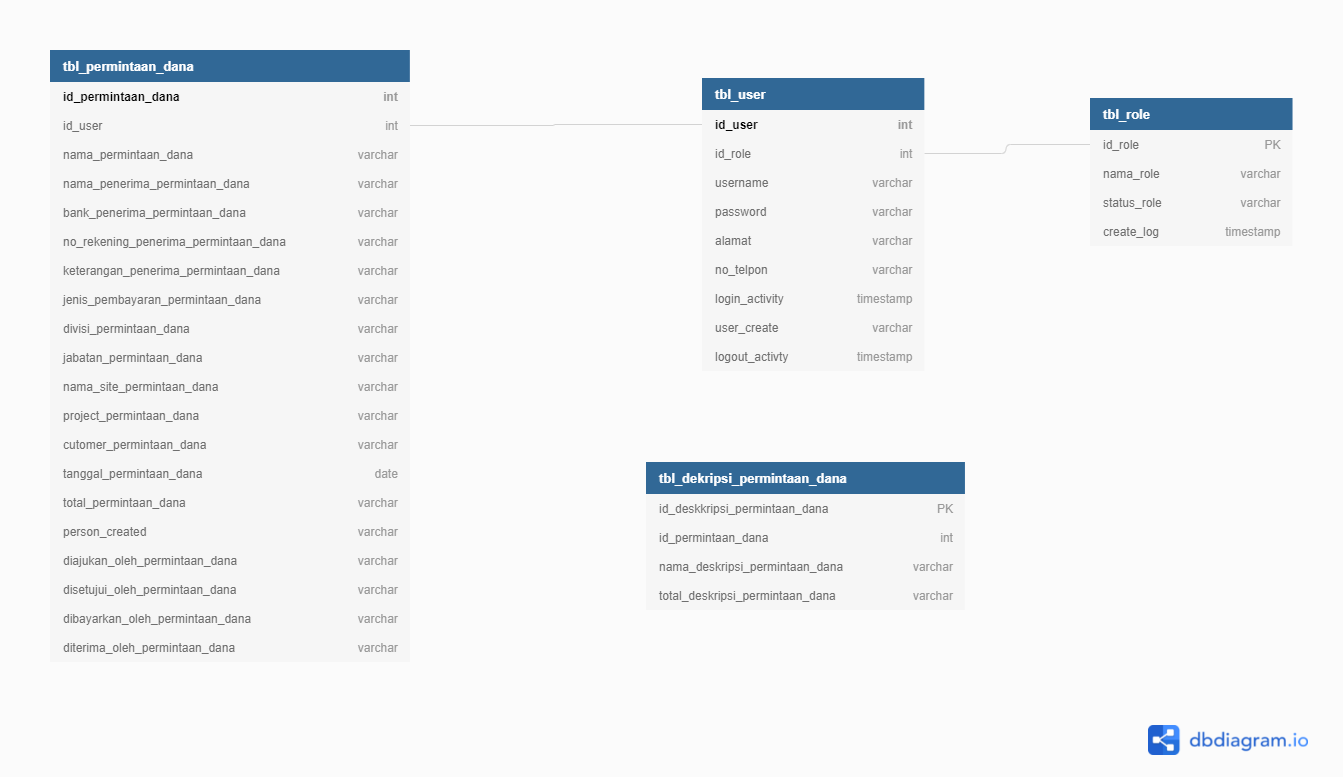 tbl_permintaan_dana
id_permintaan_dana int
id_user int
nama_permintaan_dana varchar
nama_penerima_permintaan_dana varchar
bank_penerima_permintaan_dana varchar
no_rekening_penerima_permintaan_dana varchar
keterangan_penerima_permintaan_dana varchar
jenis_pembayaran_permintaan_dana varchar
divisi_permintaan_dana varchar
jabatan_permintaan_dana varchar
nama_site_permintaan_dana varchar
project_permintaan_dana varchar
cutomer_permintaan_dana varchar
tanggal_permintaan_dana date
total_permintaan_dana varchar
person_created varchar
diajukan_oleh_permintaan_dana varchar
disetujui_oleh_permintaan_dana varchar
dibayarkan_oleh_permintaan_dana varchar
diterima_oleh_permintaan_dana varchar
tbl_user
id_user int
id_role int
username varchar
password varchar
alamat varchar
no_telpon varchar
login_activity timestamp
user_create varchar
logout_activty timestamp
tbl_role
id_role PK
nama_role varchar
status_role varchar
create_log timestamp
tbl_dekripsi_permintaan_dana
id_deskkripsi_permintaan_dana PK
id_permintaan_dana int
nama_deskripsi_permintaan_dana varchar
total_deskripsi_permintaan_dana varchar
dbdiagram.io